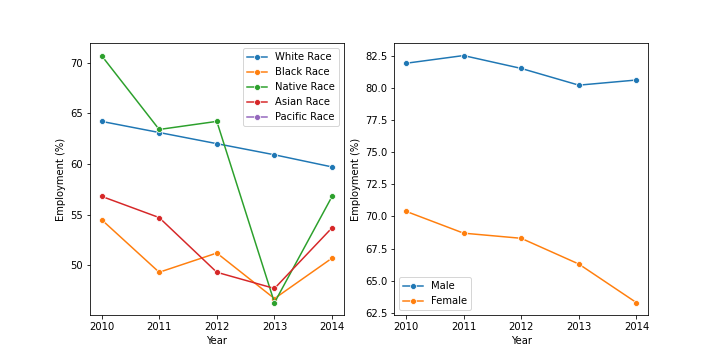 70
65
60
55
50
Employment (%)
2010 2011 2012 2013 2014
Year
White Race
Black Race
Native Race
Asian Race
Pacific Race
82.5
80.0
77.5
75.0
72.5
70.0
67.5
65.0
62.5
Employment (%)
2010 2011 2012 2013 2014
Year
Male
Female